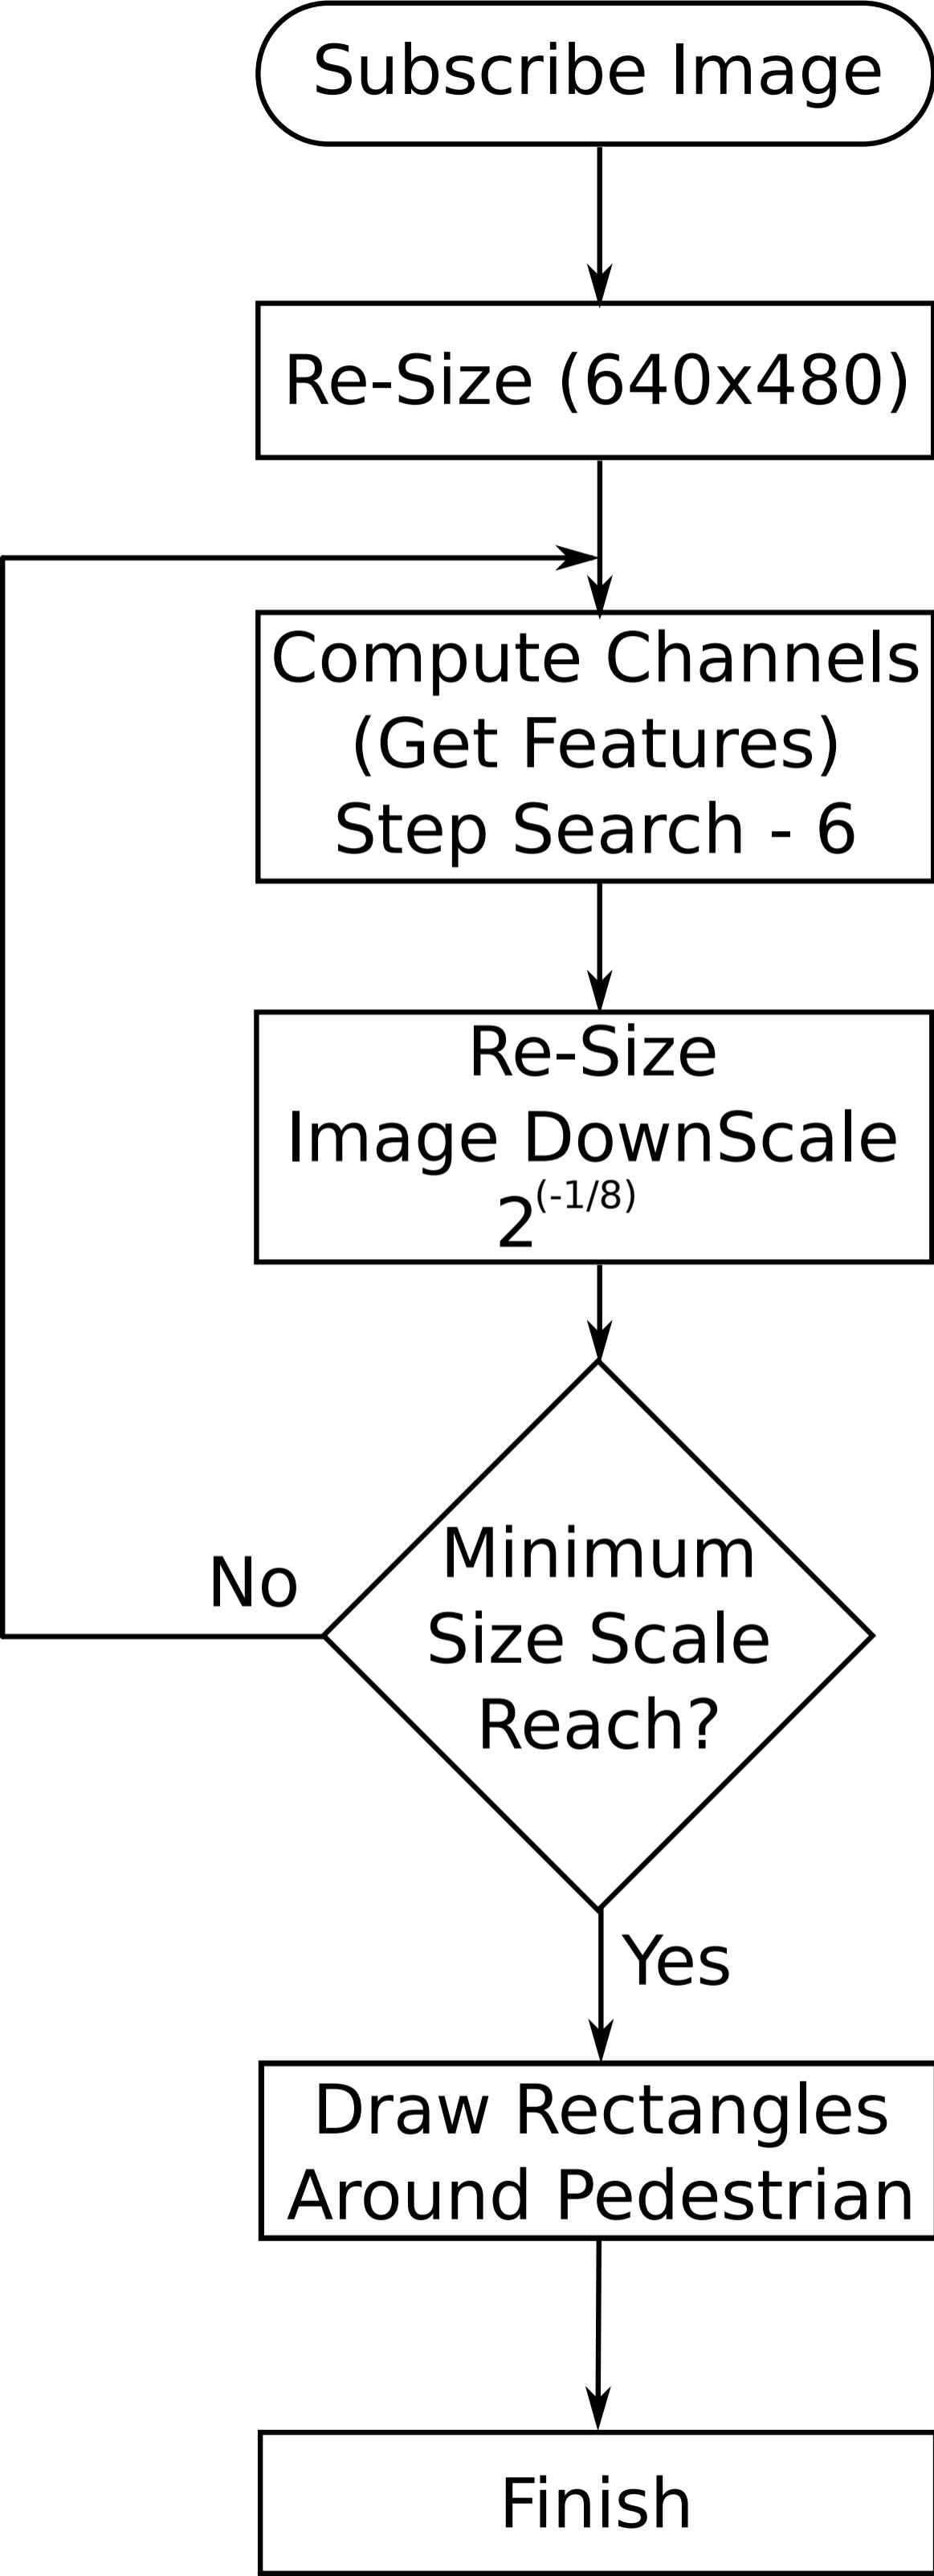 Subscribe Image
Re-Size (640x480)
Compute Channels
(Get Features)
Step Search - 6
Re-Size
Image DownScale
2^(-1/8)
Minimum
Size Scale
Reach?
No
Yes
Draw Rectangles
Around Pedestrian
Finish